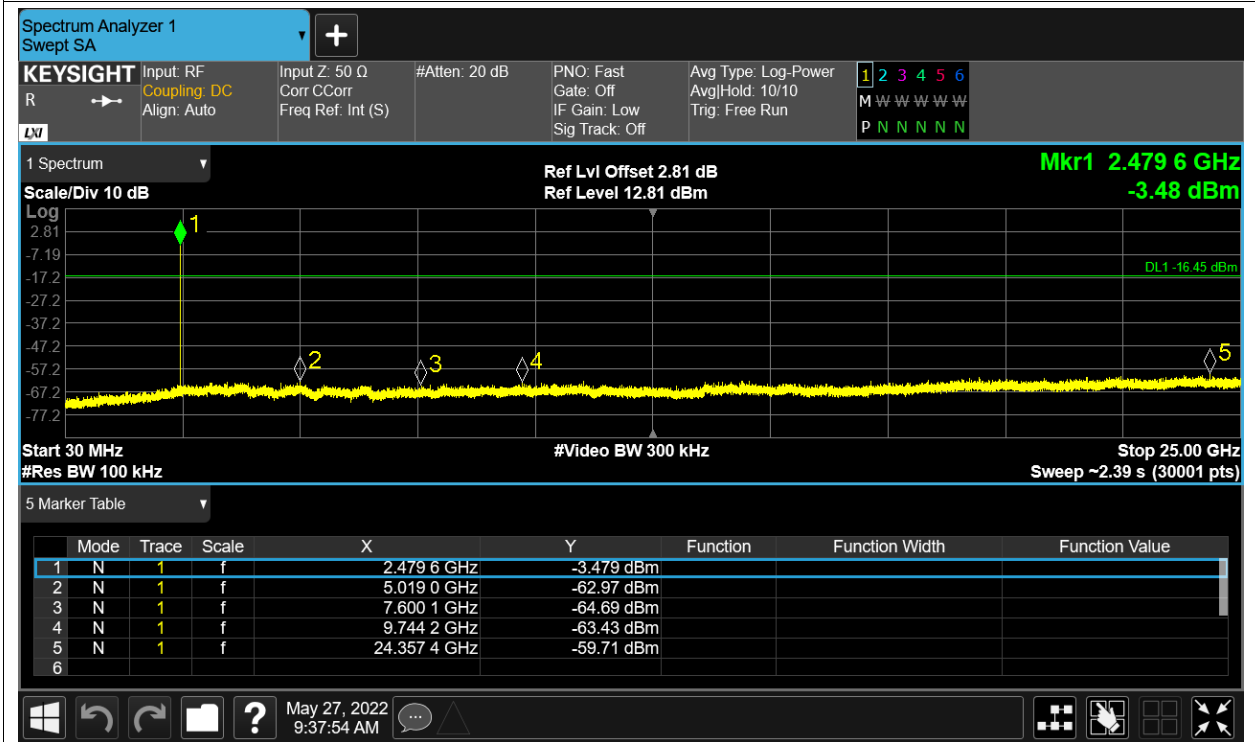 Spectrum Analyzer 1
Swept SA
+
KEYSIGHT
R
LXI
Input: RF
Coupling: DC
Align: Auto
Input Z: 50 Ω
Corr CCorr
Freq Ref: Int (S)
#Atten: 20 dB
PNO: Fast
Gate: Off
IF Gain: Low
Sig Track: Off
Avg Type: Log-Power
Avg|Hold: 10/10
Trig: Free Run
1 2 3 4 5 6
M W W W W W
P N N N N N
1 Spectrum
Scale/Div 10 dB
Ref Lvl Offset 2.81 dB
Ref Level 12.81 dBm
Mkr1 2.479 6 GHz
-3.48 dBm
Log
2.81
-7.19
-17.2
-27.2
-37.2
-47.2
-57.2
-67.2
-77.2
1
DL1 -16.45 dBm
2
3
4
5
Start 30 MHz
#Res BW 100 kHz
#Video BW 300 kHz
Stop 25.00 GHz
Sweep ~2.39 s (30001 pts)
5 Marker Table
Mode Trace Scale X Y Function Function Width Function Value
1 N 1 f 2.479 6 GHz -3.479 dBm
2 N 1 f 5.019 0 GHz -62.97 dBm
3 N 1 f 7.600 1 GHz -64.69 dBm
4 N 1 f 9.744 2 GHz -63.43 dBm
5 N 1 f 24.357 4 GHz -59.71 dBm
6
?
May 27, 2022
9:37:54 AM